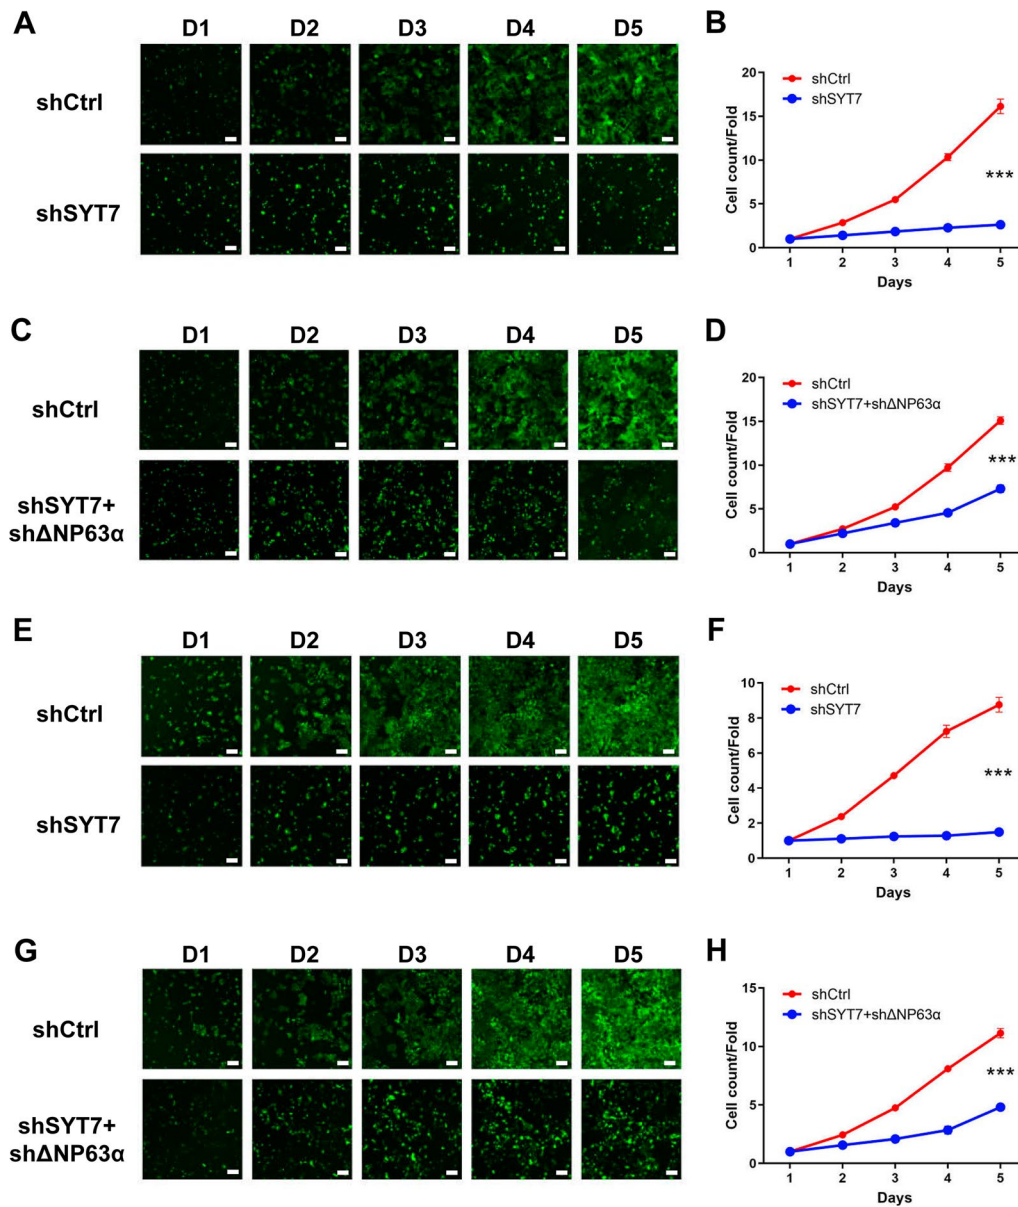 A
D1 D2 D3 D4 D5
shCtrl
shSYT7
B
shCtrl
shSYT7
Cell count/Fold
20
15
10
5
0
***
1 2 3 4 5
Days
C
D1 D2 D3 D4 D5
shCtrl
shSYT7+
shΔNP63α
D
shCtrl
shSYT7+shΔNP63α
Cell count/Fold
20
15
10
5
0
***
1 2 3 4 5
Days
E
D1 D2 D3 D4 D5
shCtrl
shSYT7
F
shCtrl
shSYT7
Cell count/Fold
10
8
6
4
2
0
***
1 2 3 4 5
Days
G
D1 D2 D3 D4 D5
shCtrl
shSYT7+
shΔNP63α
H
shCtrl
shSYT7+shΔNP63α
Cell count/Fold
15
10
5
0
***
1 2 3 4 5
Days